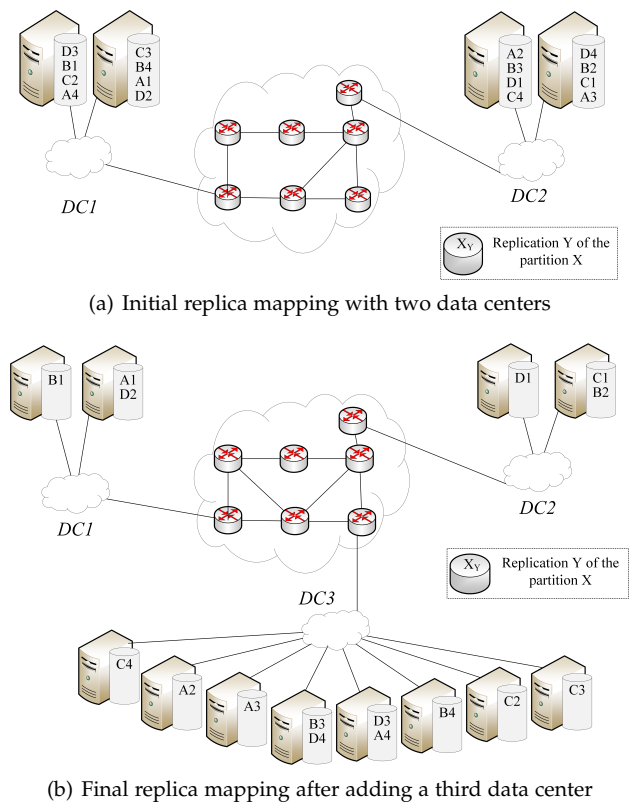 D3
B1
C2
A4
C3
B4
A1
D2
A2
B3
D1
C4
D4
B2
C1
A3
DC1
DC2
X_Y Replication Y of the
partition X
(a) Initial replica mapping with two data centers
B1
A1
D2
D1
C1
B2
DC1
DC2
X_Y Replication Y of the
partition X
DC3
C4
A2
A3
B3
D4
D3
A4
B4
C2
C3
(b) Final replica mapping after adding a third data center